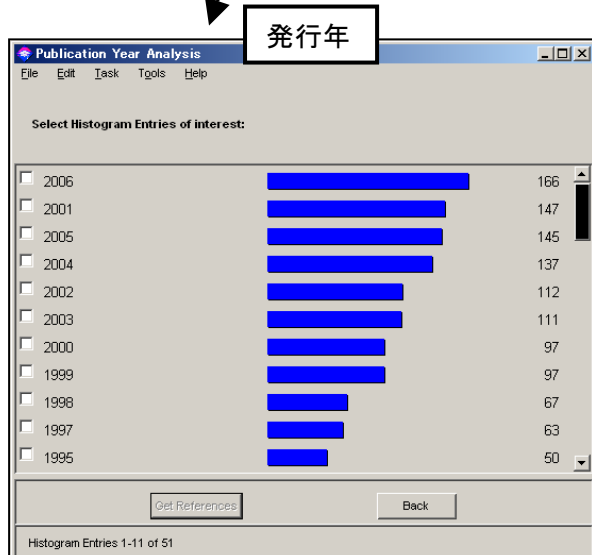 発行年
Publication Year Analysis
File Edit Task Tools Help
Select Histogram Entries of interest:
2006 166
2001 147
2005 145
2004 137
2002 112
2003 111
2000 97
1999 97
1998 67
1997 63
1995 50
Get References Back
Histogram Entries 1-11 of 51